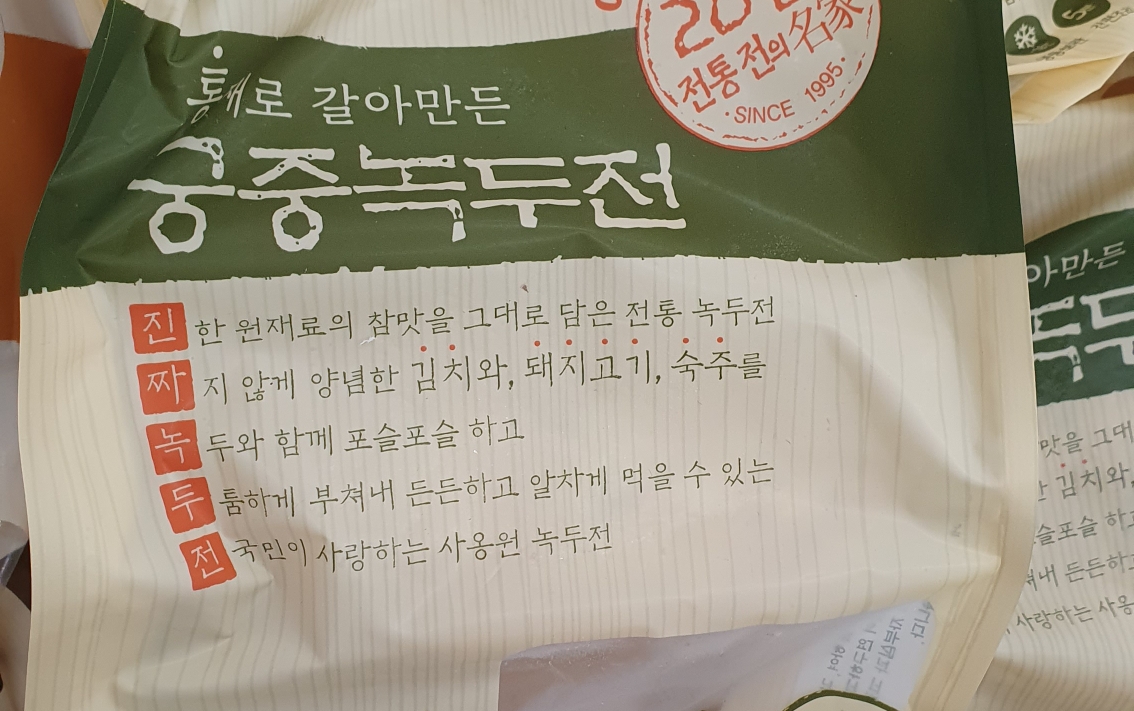 전통 전의 名家
·SINCE 1995·
통째로 갈아만든
궁중녹두전
진한 원재료의 참맛을 그대로 담은 전통 녹두전
짜지 않게 양념한 김치와, 돼지고기, 숙주를
녹두와 함께 포슬포슬 하고
두툼하게 부쳐내 든든하고 알차게 먹을 수 있는
전국민이 사랑하는 사옹원 녹두전
아만든
맛을 그대
김치와,
슬포슬 하고
쳐내 든든하고
사랑하는 사옹